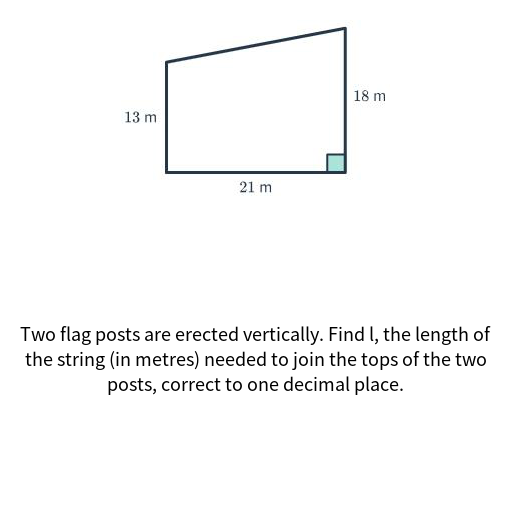 18 m
13 m
21 m
Two flag posts are erected vertically. Find l, the length of
the string (in metres) needed to join the tops of the two
posts, correct to one decimal place.